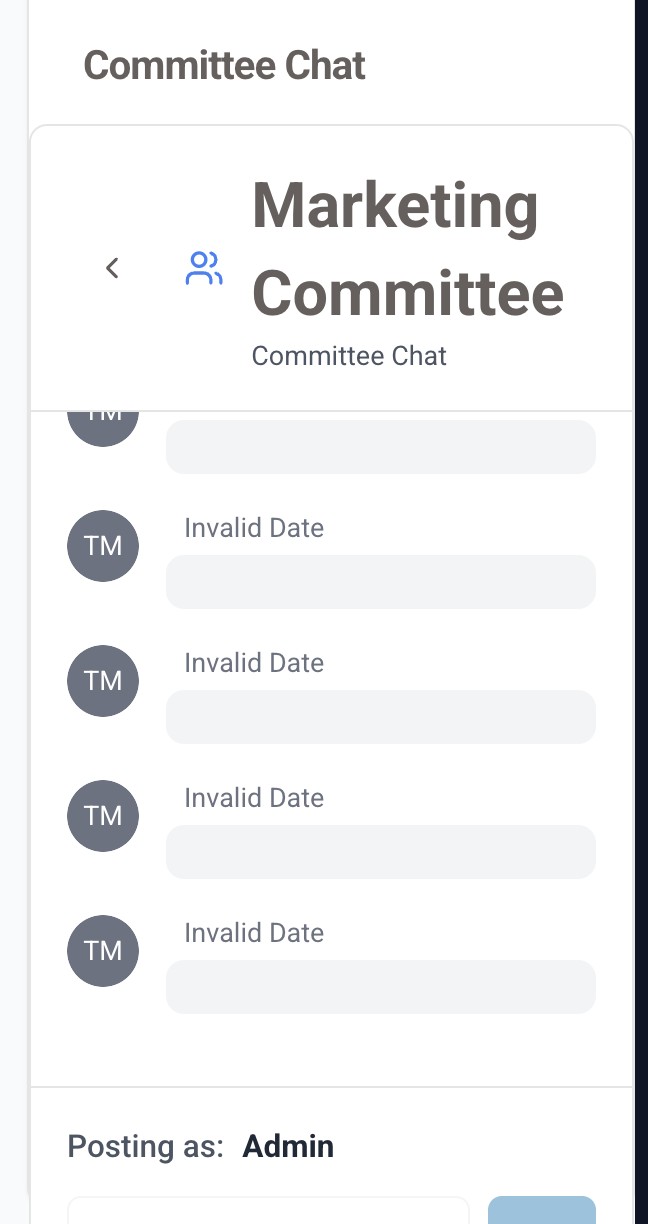 Committee Chat
Marketing
Committee
Committee Chat
TM
Invalid Date
TM
Invalid Date
TM
Invalid Date
TM
Invalid Date
TM
Posting as: Admin